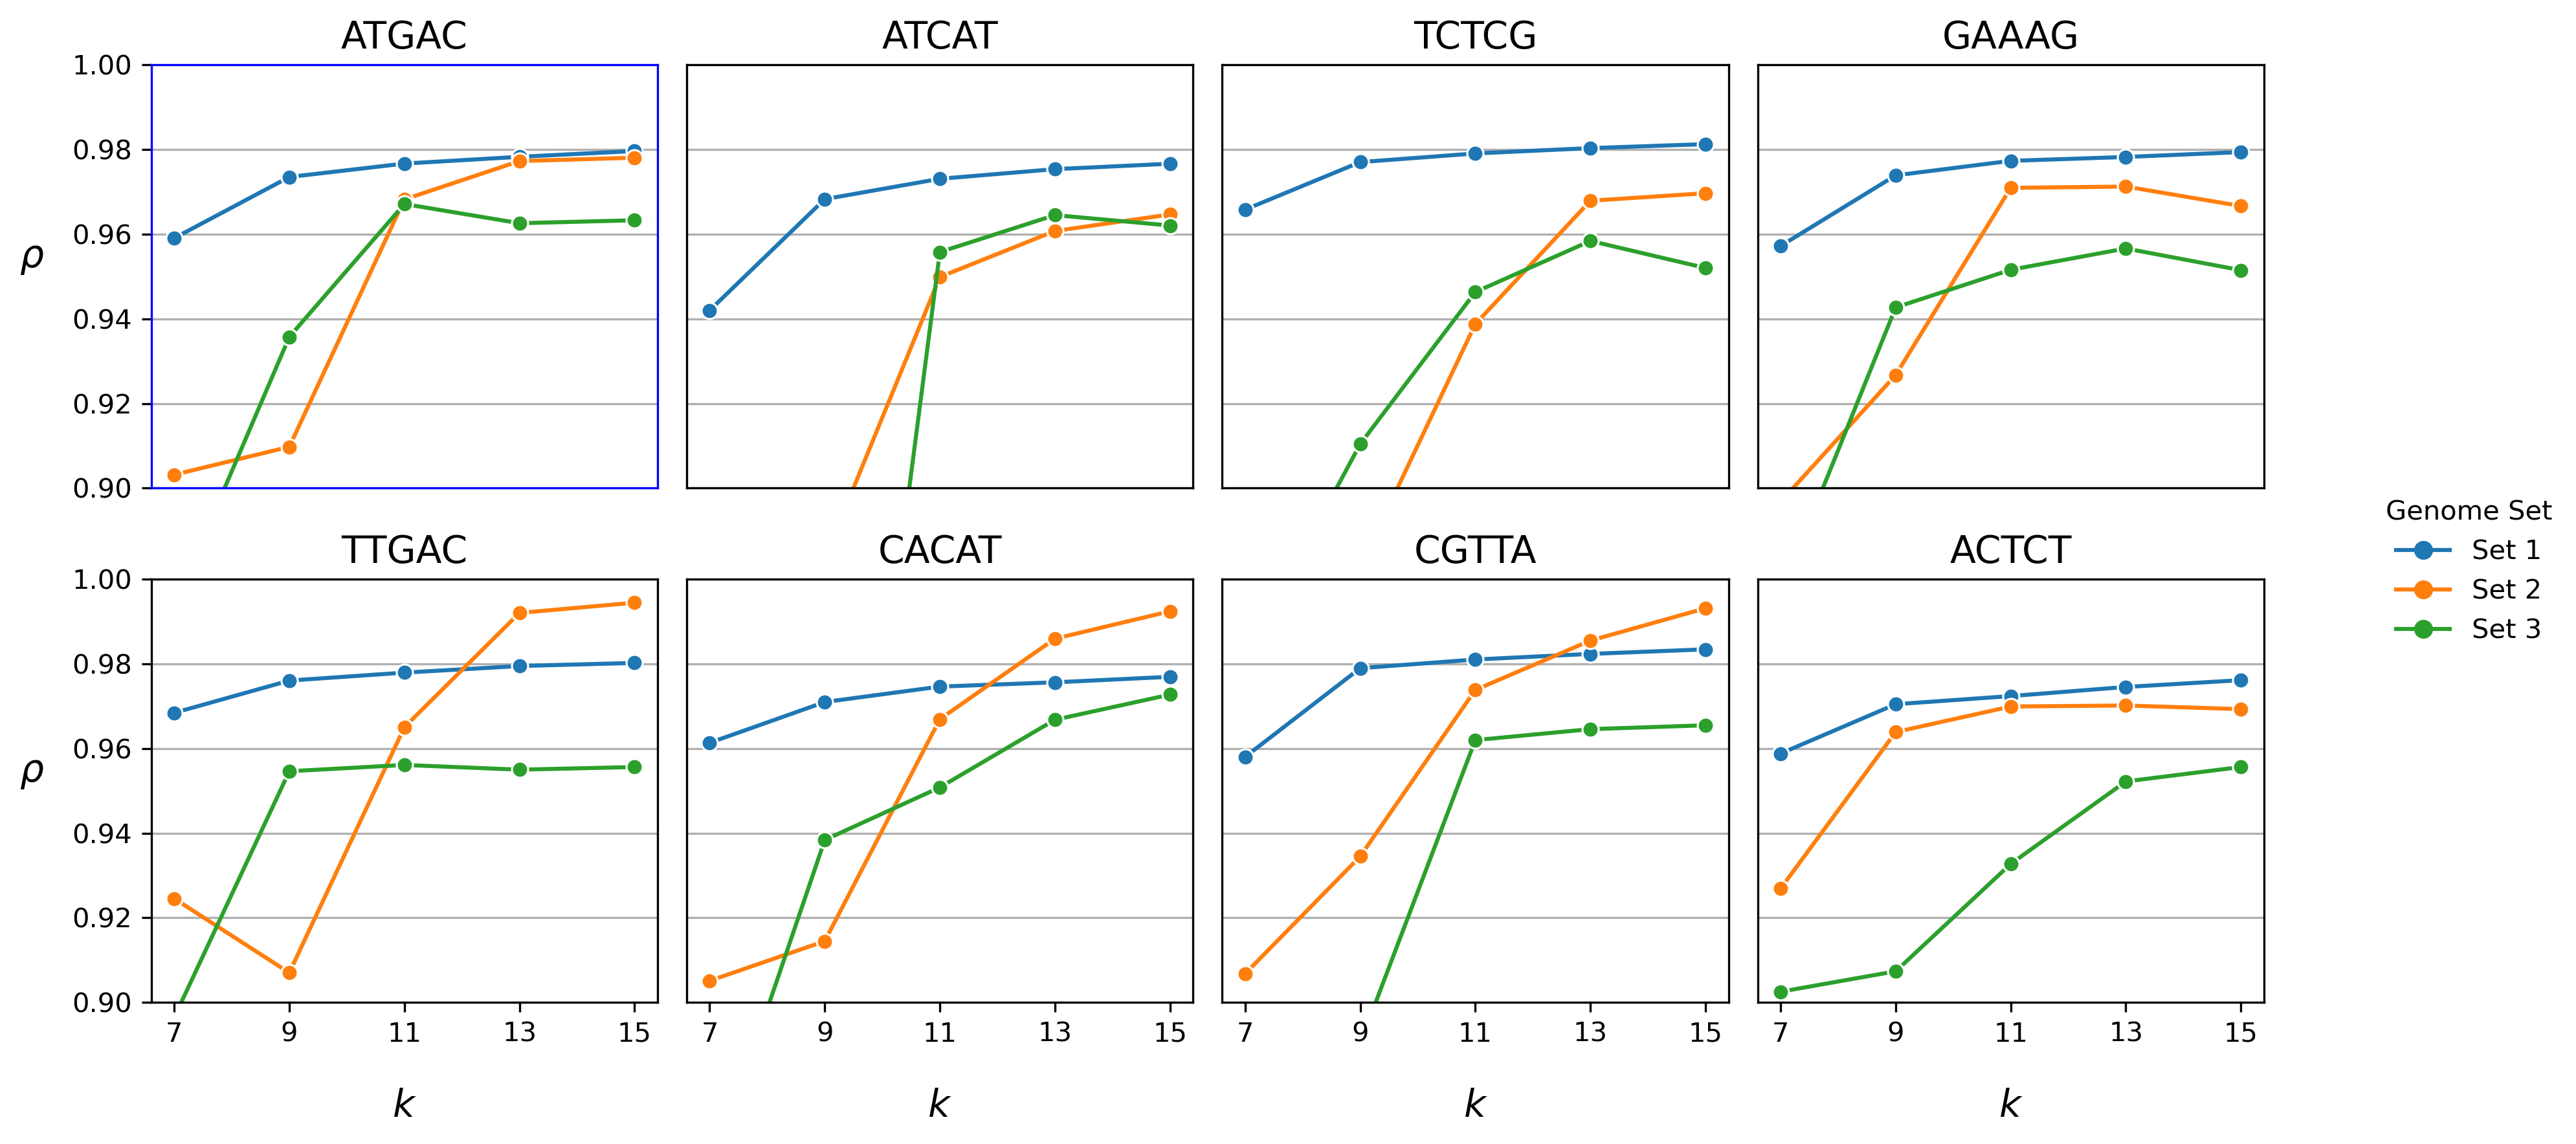 ATGAC ATCAT TCTCG GAAAG
1.00
0.98
0.96
ρ
0.94
0.92
0.90
Genome Set
Set 1
Set 2
Set 3
TTGAC CACAT CGTTA ACTCT
1.00
0.98
0.96
ρ
0.94
0.92
0.90
7 9 11 13 15 7 9 11 13 15 7 9 11 13 15 7 9 11 13 15
k k k k